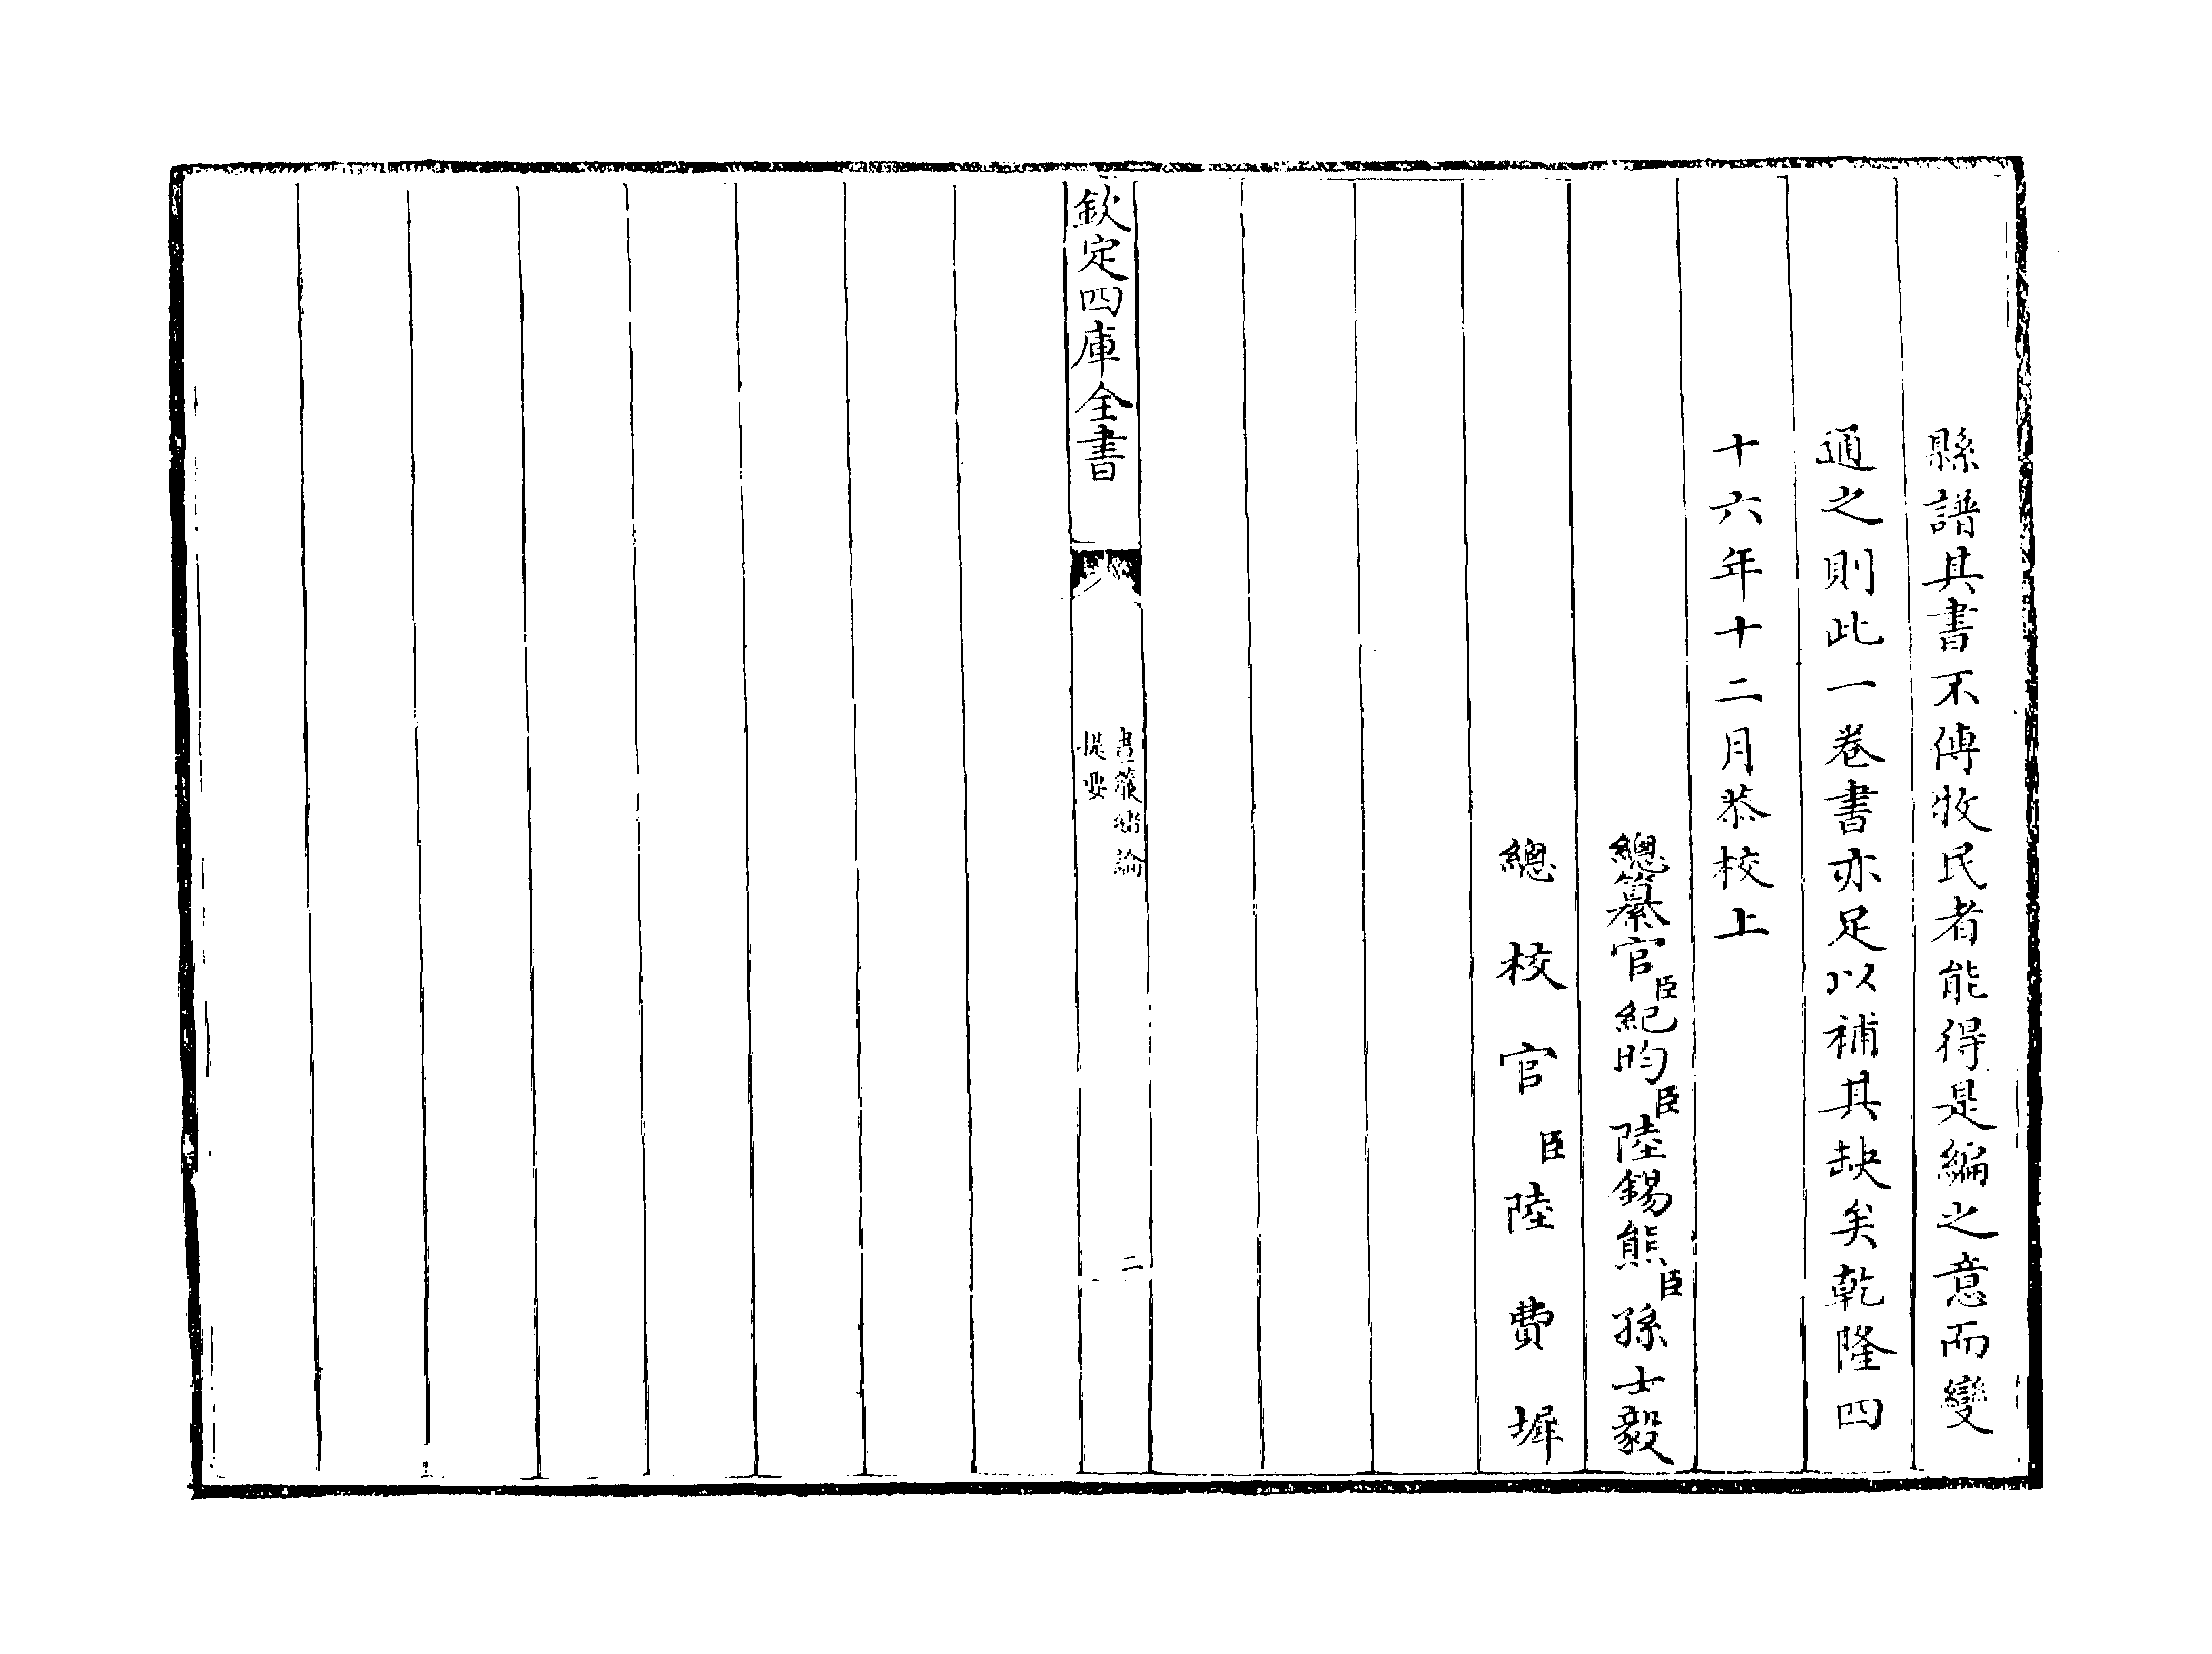 縣譜其書不傳牧民者能得是編之意而變
通之則此一卷書亦足以補其缺矣乾隆四
十六年十二月恭校上
總纂官臣紀昀臣陸錫熊臣孫士毅
總校官臣陸費墀
欽定四庫全書
晝簾緒論
提要
二